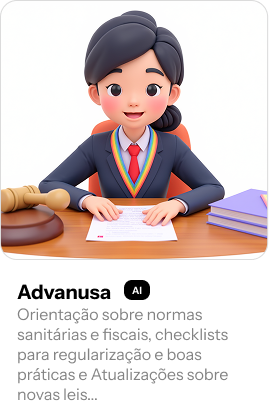 Advanusa AI
Orientação sobre normas
sanitárias e fiscais, checklists
para regularização e boas
práticas e Atualizações sobre
novas leis...